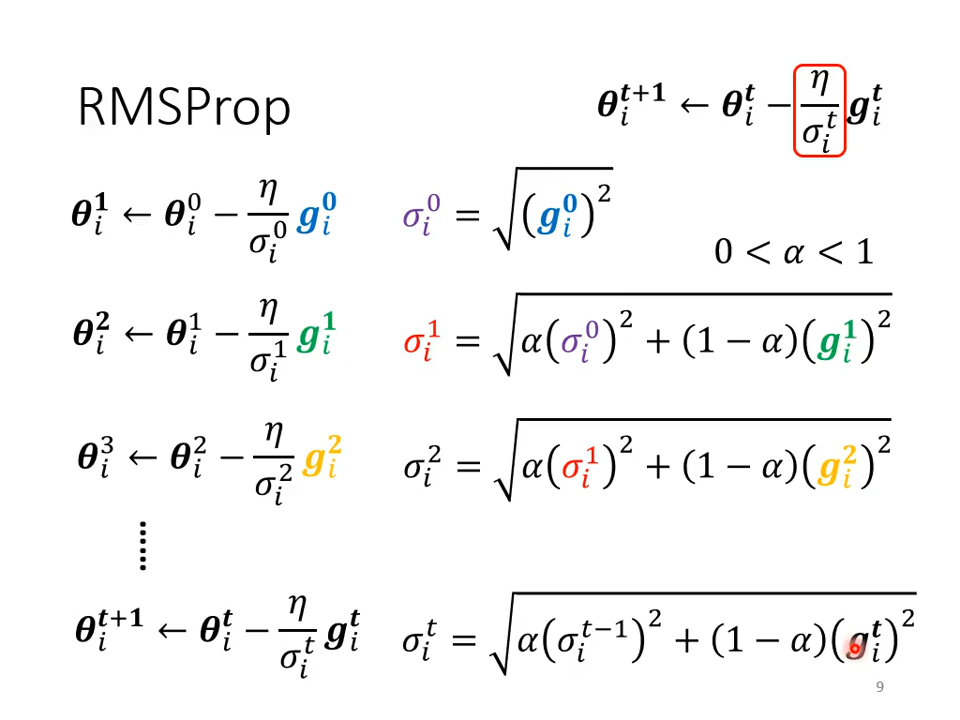 RMSProp
θ_i^{t+1} ← θ_i^t − η/σ_i^t g_i^t
θ_i^1 ← θ_i^0 − η/σ_i^0 g_i^0
σ_i^0 = √((g_i^0)^2)
0 < α < 1
θ_i^2 ← θ_i^1 − η/σ_i^1 g_i^1
σ_i^1 = √(α(σ_i^0)^2 + (1 − α)(g_i^1)^2)
θ_i^3 ← θ_i^2 − η/σ_i^2 g_i^2
σ_i^2 = √(α(σ_i^1)^2 + (1 − α)(g_i^2)^2)
θ_i^{t+1} ← θ_i^t − η/σ_i^t g_i^t
σ_i^t = √(α(σ_i^{t−1})^2 + (1 − α)(g_i^t)^2)
9